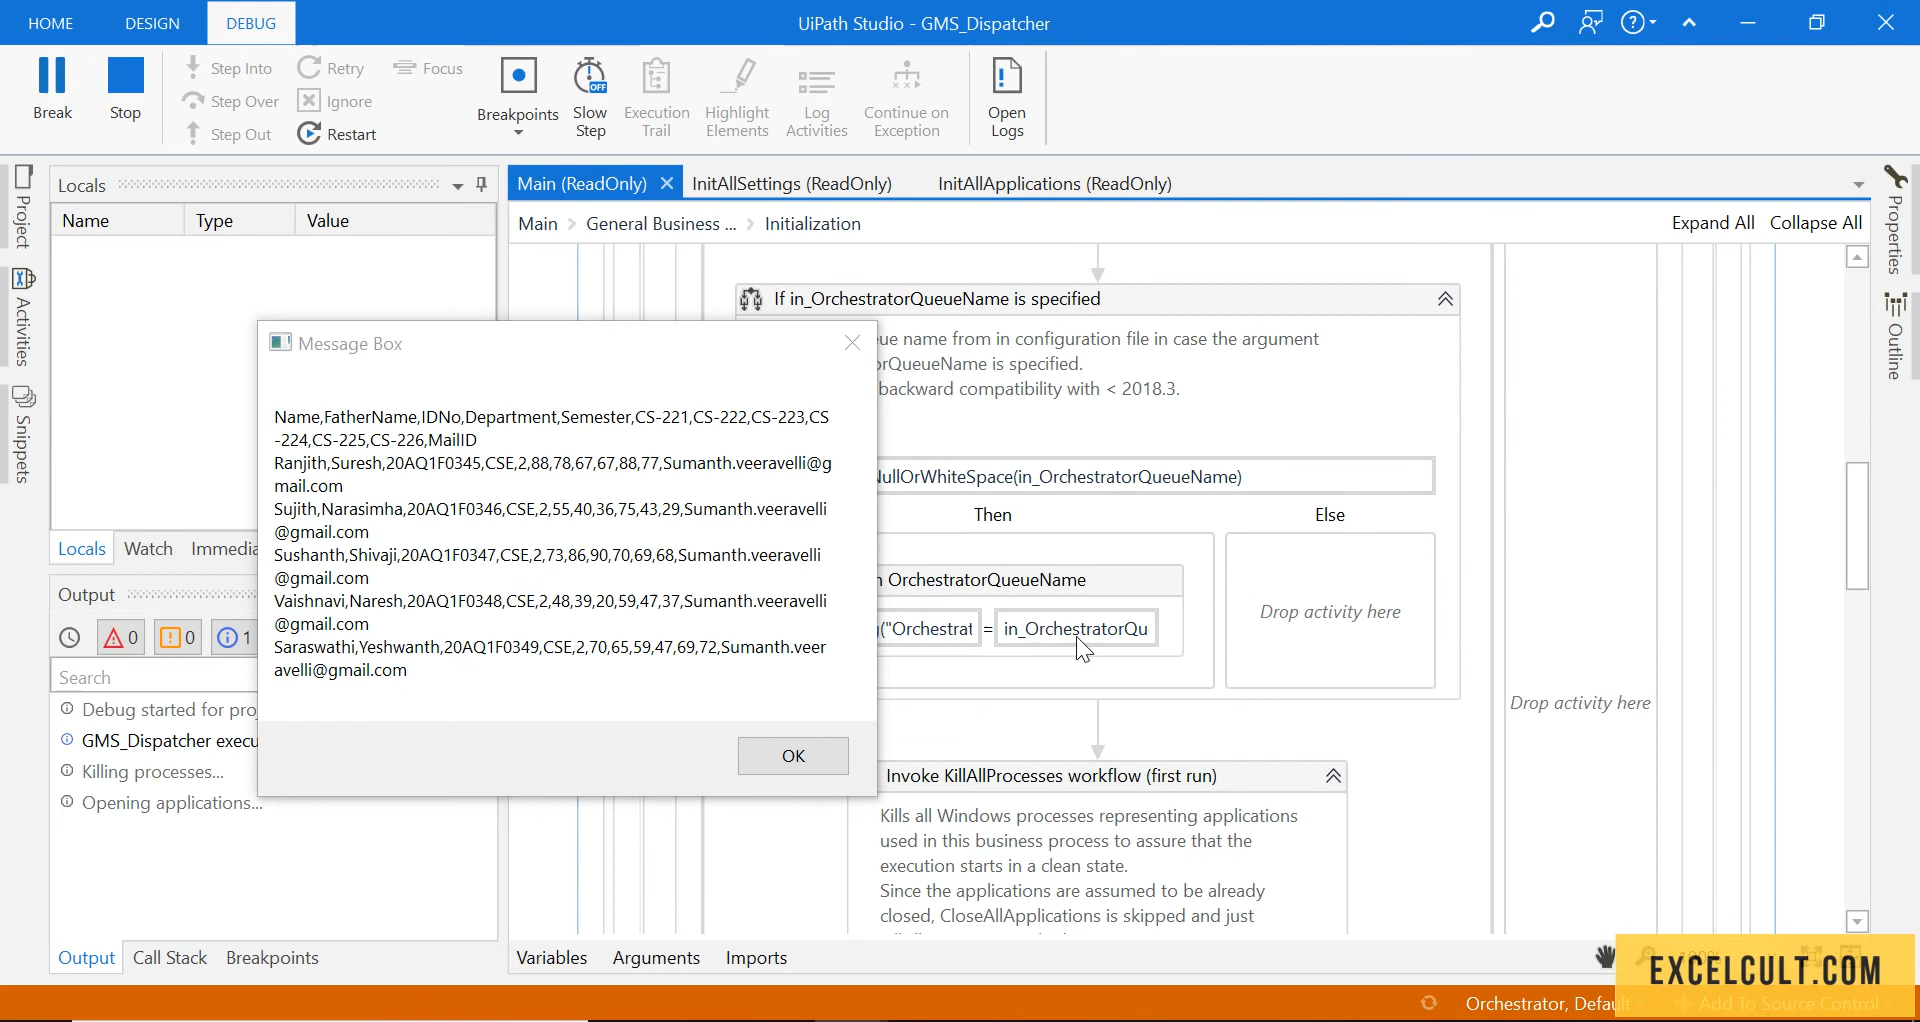 HOME
DESIGN
DEBUG
UiPath Studio - GMS_Dispatcher
Break
Stop
Step Into
Step Over
Step Out
Retry
Ignore
Restart
Focus
Breakpoints
Slow
Step
OFF
Execution
Trail
Highlight
Elements
Log
Activities
Continue on
Exception
Open
Logs
Project
Activities
Snippets
Locals
Name
Type
Value
Locals
Watch
Immedia
Output
0
0
1
Search
Debug started for pro
GMS_Dispatcher execu
Killing processes...
Opening applications...
Output
Call Stack
Breakpoints
Message Box
Name,FatherName,IDNo,Department,Semester,CS-221,CS-222,CS-223,CS
-224,CS-225,CS-226,MailID
Ranjith,Suresh,20AQ1F0345,CSE,2,88,78,67,67,88,77,Sumanth.veeravelli@g
mail.com
Sujith,Narasimha,20AQ1F0346,CSE,2,55,40,36,75,43,29,Sumanth.veeravelli
@gmail.com
Sushanth,Shivaji,20AQ1F0347,CSE,2,73,86,90,70,69,68,Sumanth.veeravelli
@gmail.com
Vaishnavi,Naresh,20AQ1F0348,CSE,2,48,39,20,59,47,37,Sumanth.veeravelli
@gmail.com
Saraswathi,Yeshwanth,20AQ1F0349,CSE,2,70,65,59,47,69,72,Sumanth.veer
avelli@gmail.com
OK
Main (ReadOnly)
InitAllSettings (ReadOnly)
InitAllApplications (ReadOnly)
Main > General Business ... > Initialization
Expand All
Collapse All
If in_OrchestratorQueueName is specified
ue name from in configuration file in case the argument
orQueueName is specified.
backward compatibility with < 2018.3.
NullOrWhiteSpace(in_OrchestratorQueueName)
Then
Else
n OrchestratorQueueName
g("Orchestrat = in_OrchestratorQu
Drop activity here
Drop activity here
Invoke KillAllProcesses workflow (first run)
Kills all Windows processes representing applications
used in this business process to assure that the
execution starts in a clean state.
Since the applications are assumed to be already
closed, CloseAllApplications is skipped and just
Variables
Arguments
Imports
Properties
Outline
EXCELCULT.COM
Orchestrator, Default
Add To Source Control